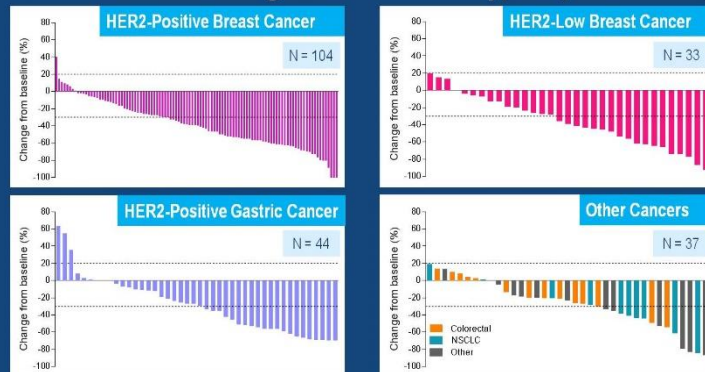 HER2-Positive Breast Cancer
N = 104
Change from baseline (%)
80
60
40
20
0
-20
-40
-60
-80
-100
HER2-Low Breast Cancer
N = 33
Change from baseline (%)
80
60
40
20
0
-20
-40
-60
-80
-100
HER2-Positive Gastric Cancer
N = 44
Change from baseline (%)
80
60
40
20
0
-20
-40
-60
-80
-100
Other Cancers
N = 37
Change from baseline (%)
80
60
40
20
0
-20
-40
-60
-80
-100
Colorectal
NSCLC
Other